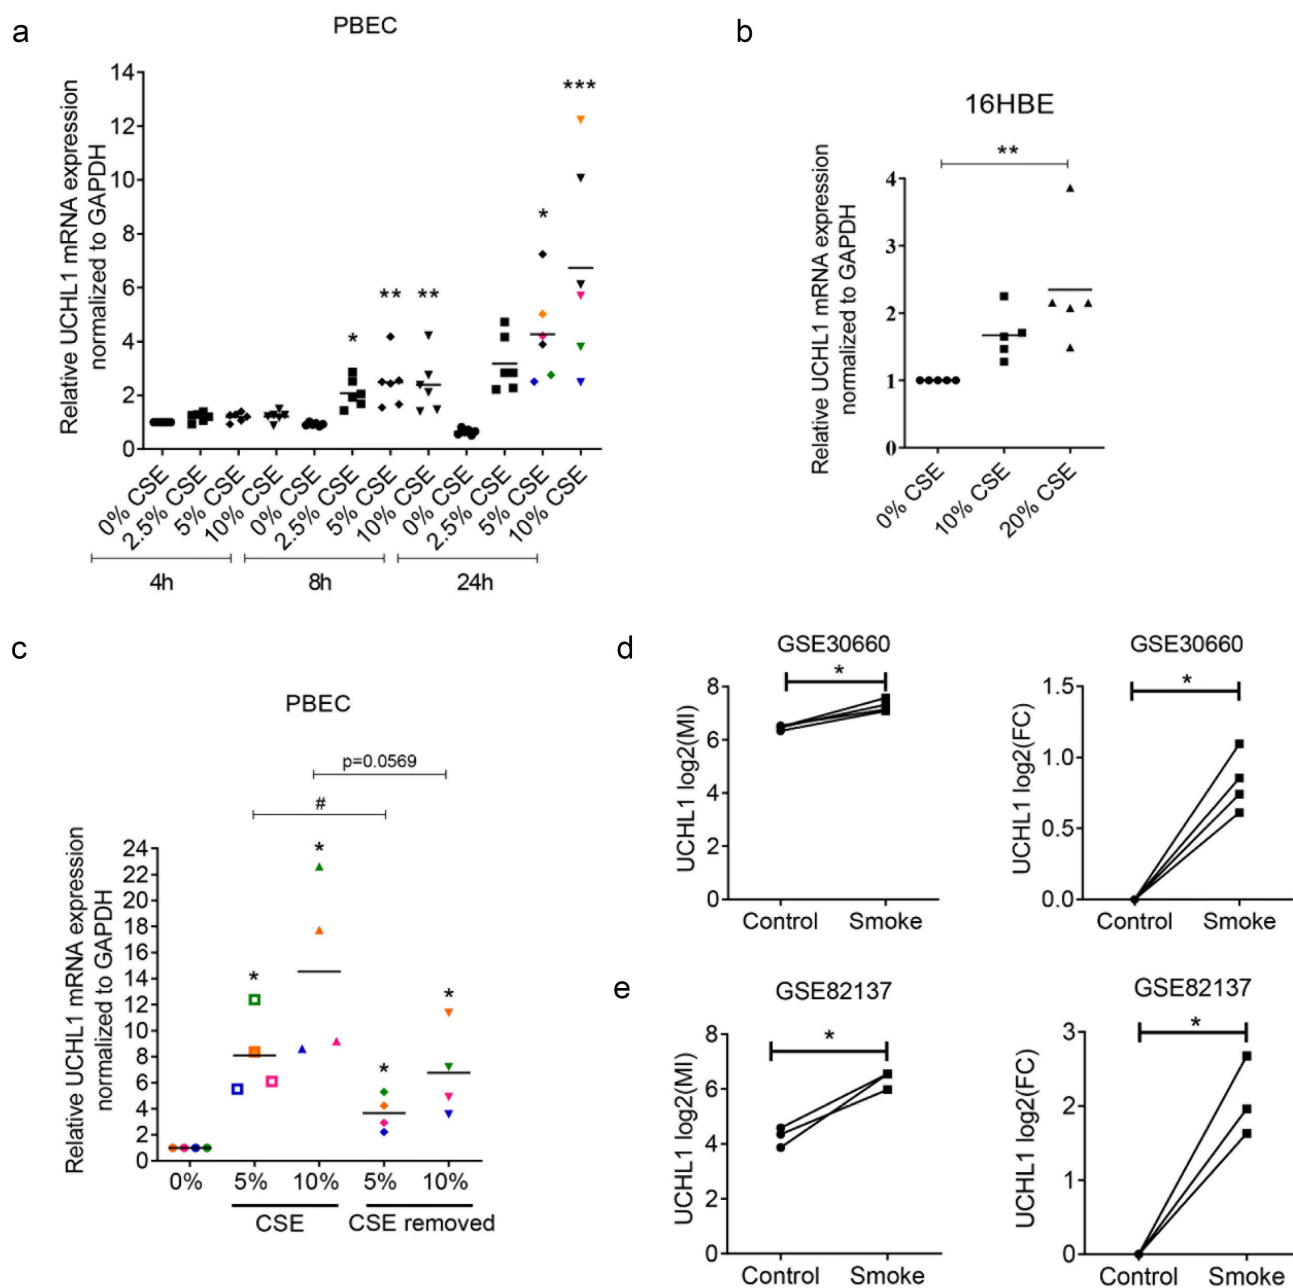 a
PBEC
Relative UCHL1 mRNA expression
normalized to GAPDH
14
12
10
8
6
4
2
0
***
*
**
**
*
0% CSE
2.5% CSE
5% CSE
10% CSE
0% CSE
2.5% CSE
5% CSE
10% CSE
0% CSE
2.5% CSE
5% CSE
10% CSE
4h
8h
24h
b
16HBE
**
Relative UCHL1 mRNA expression
normalized to GAPDH
4
3
2
1
0
0% CSE
10% CSE
20% CSE
c
PBEC
p=0.0569
#
Relative UCHL1 mRNA expression
normalized to GAPDH
24
22
20
18
16
14
12
10
8
6
4
2
0
*
*
*
*
0%
5%
10%
5%
10%
CSE
CSE removed
d
GSE30660
*
UCHL1 log2(MI)
8
6
4
2
0
Control
Smoke
GSE30660
*
UCHL1 log2(FC)
1.5
1.0
0.5
0.0
Control
Smoke
e
GSE82137
*
UCHL1 log2(MI)
8
6
4
2
0
Control
Smoke
GSE82137
*
UCHL1 log2(FC)
3
2
1
0
Control
Smoke